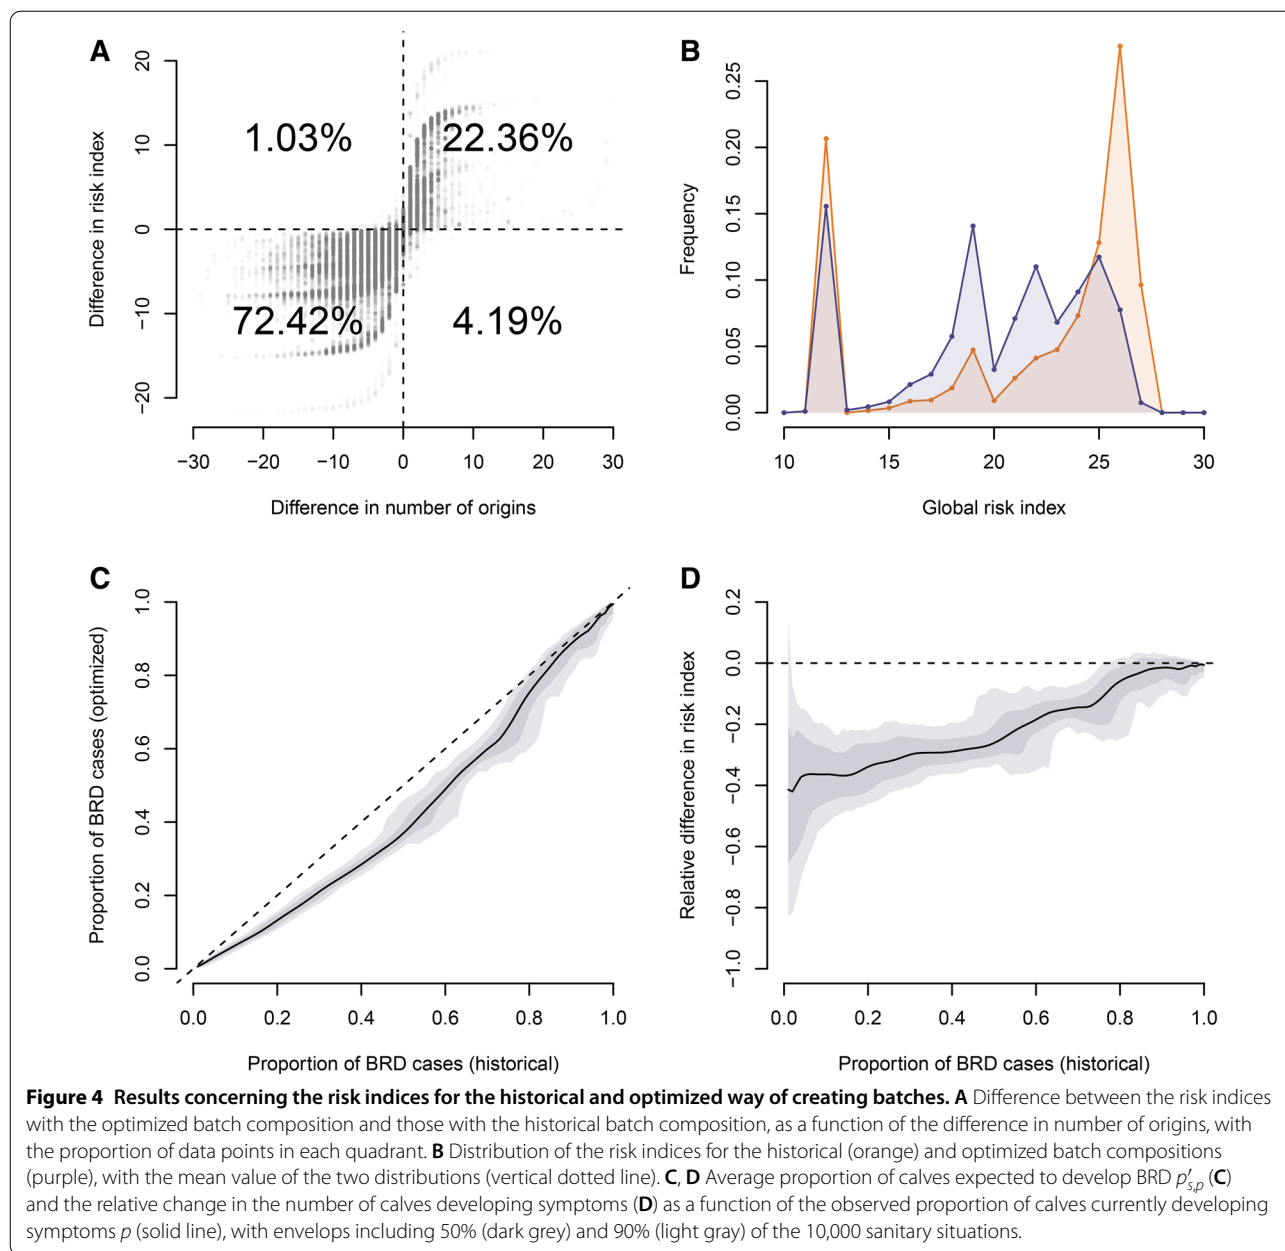 A
20
10
0
−10
−20
Difference in risk index
1.03%
22.36%
72.42%
4.19%
−30
−20
−10
0
10
20
30
Difference in number of origins
B
0.25
0.20
0.15
0.10
0.05
0.00
Frequency
10
15
20
25
30
Global risk index
C
1.0
0.8
0.6
0.4
0.2
0.0
Proportion of BRD cases (optimized)
0.0
0.2
0.4
0.6
0.8
1.0
Proportion of BRD cases (historical)
D
0.2
0.0
−0.2
−0.4
−0.6
−0.8
−1.0
Relative difference in risk index
0.0
0.2
0.4
0.6
0.8
1.0
Proportion of BRD cases (historical)
Figure 4 Results concerning the risk indices for the historical and optimized way of creating batches. A Difference between the risk indices
with the optimized batch composition and those with the historical batch composition, as a function of the difference in number of origins, with
the proportion of data points in each quadrant. B Distribution of the risk indices for the historical (orange) and optimized batch compositions
(purple), with the mean value of the two distributions (vertical dotted line). C, D Average proportion of calves expected to develop BRD p′s,p (C)
and the relative change in the number of calves developing symptoms (D) as a function of the observed proportion of calves currently developing
symptoms p (solid line), with envelops including 50% (dark grey) and 90% (light gray) of the 10,000 sanitary situations.